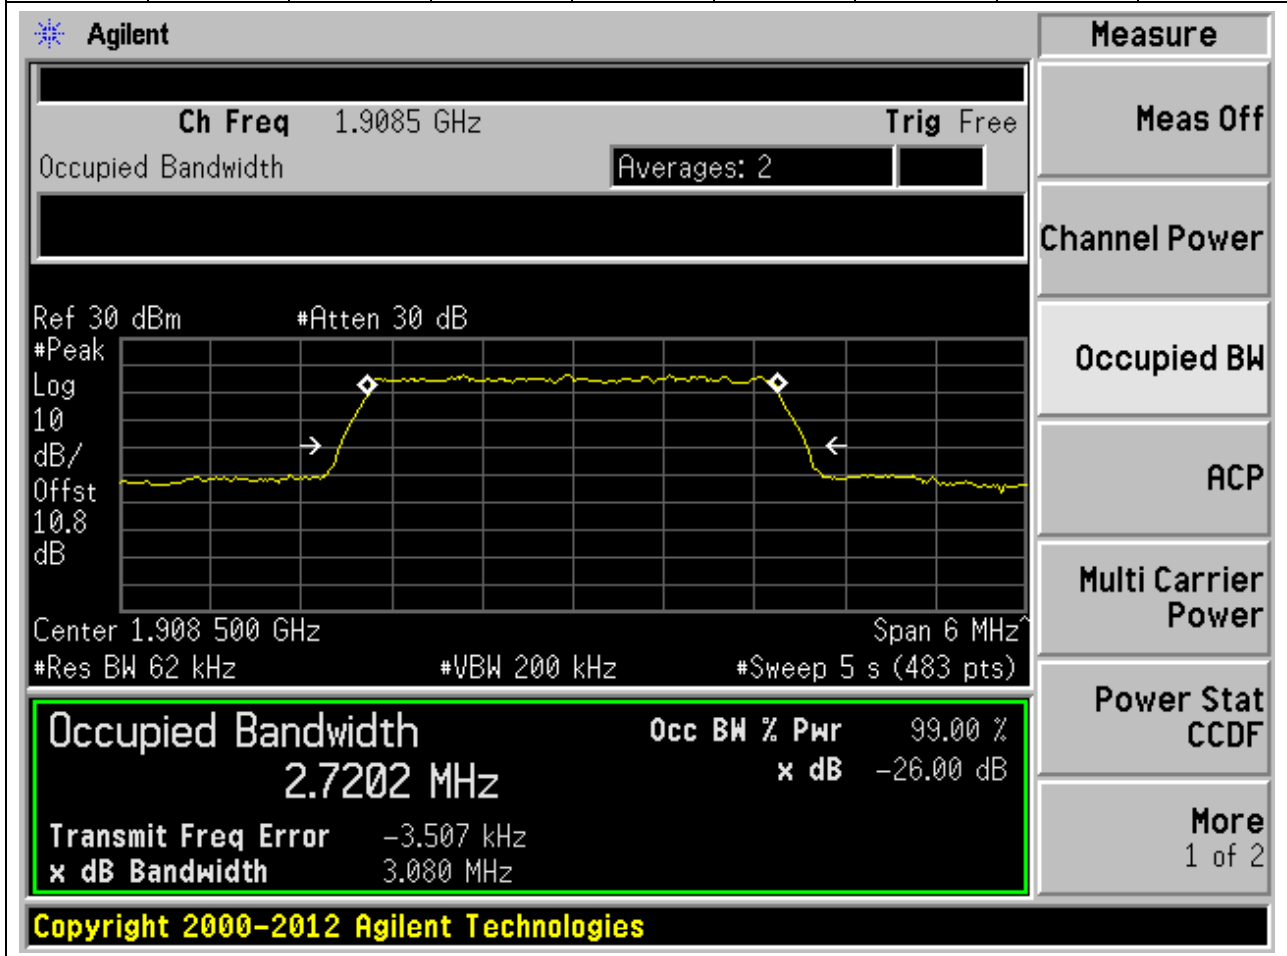 Agilent
Measure
Ch Freq 1.9085 GHz Trig Free
Meas Off
Occupied Bandwidth Averages: 2
Channel Power
Ref 30 dBm #Atten 30 dB
#Peak
Log
10
dB/
Offst
10.8
dB
Occupied BW
ACP
Center 1.908 500 GHz Span 6 MHz^
#Res BW 62 kHz #VBW 200 kHz #Sweep 5 s (483 pts)
Multi Carrier
Power
Occupied Bandwidth Occ BW % Pwr 99.00 %
2.7202 MHz x dB -26.00 dB
Power Stat
CCDF
Transmit Freq Error -3.507 kHz
x dB Bandwidth 3.080 MHz
More
1 of 2
Copyright 2000-2012 Agilent Technologies